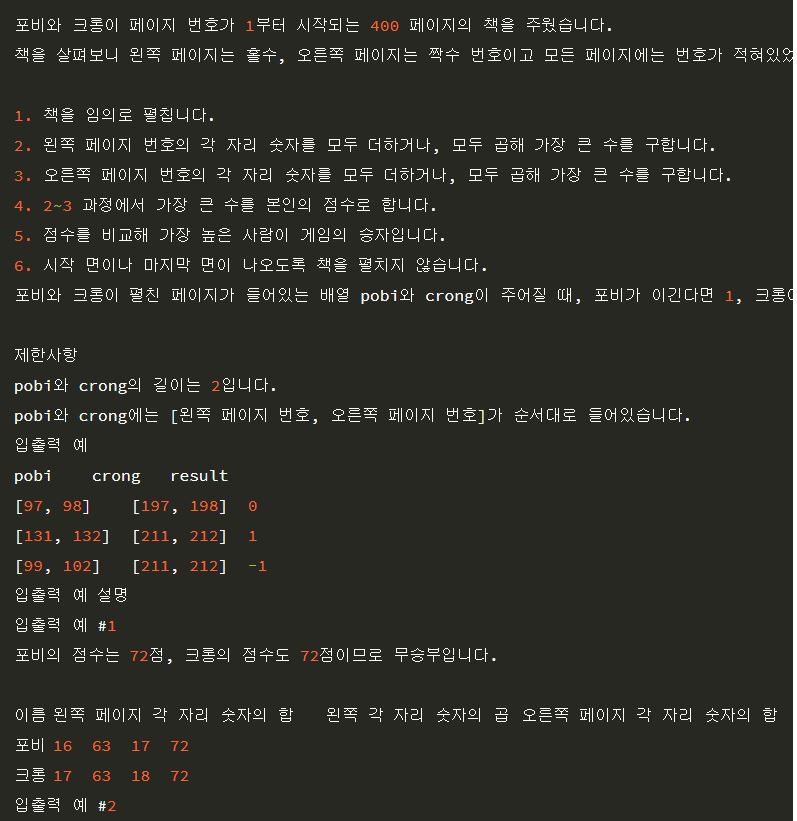 포비와 크롱이 페이지 번호가 1부터 시작되는 400 페이지의 책을 주웠습니다.
책을 살펴보니 왼쪽 페이지는 홀수, 오른쪽 페이지는 짝수 번호이고 모든 페이지에는 번호가
1. 책을 임의로 펼칩니다.
2. 왼쪽 페이지 번호의 각 자리 숫자를 모두 더하거나, 모두 곱해 가장 큰 수를 구합니다.
3. 오른쪽 페이지 번호의 각 자리 숫자를 모두 더하거나, 모두 곱해 가장 큰 수를 구합니다.
4. 2~3 과정에서 가장 큰 수를 본인의 점수로 합니다.
5. 점수를 비교해 가장 높은 사람이 게임의 승자입니다.
6. 시작 면이나 마지막 면이 나오도록 책을 펼치지 않습니다.
포비와 크롱이 펼친 페이지가 들어있는 배열 pobi와 crong이 주어질 때, 포비가 이긴다면 1,
제한사항
pobi와 crong의 길이는 2입니다.
pobi와 crong에는 [왼쪽 페이지 번호, 오른쪽 페이지 번호]가 순서대로 들어있습니다.
입출력 예
pobi crong result
[97, 98] [197, 198] 0
[131, 132] [211, 212] 1
[99, 102] [211, 212] -1
입출력 예 설명
입출력 예 #1
포비의 점수는 72점, 크롱의 점수도 72점이므로 무승부입니다.
이름 왼쪽 페이지 각 자리 숫자의 합 왼쪽 각 자리 숫자의 곱 오른쪽 페이지 각 자리 숫자의 합
포비 16 63 17 72
크롱 17 63 18 72
입출력 예 #2